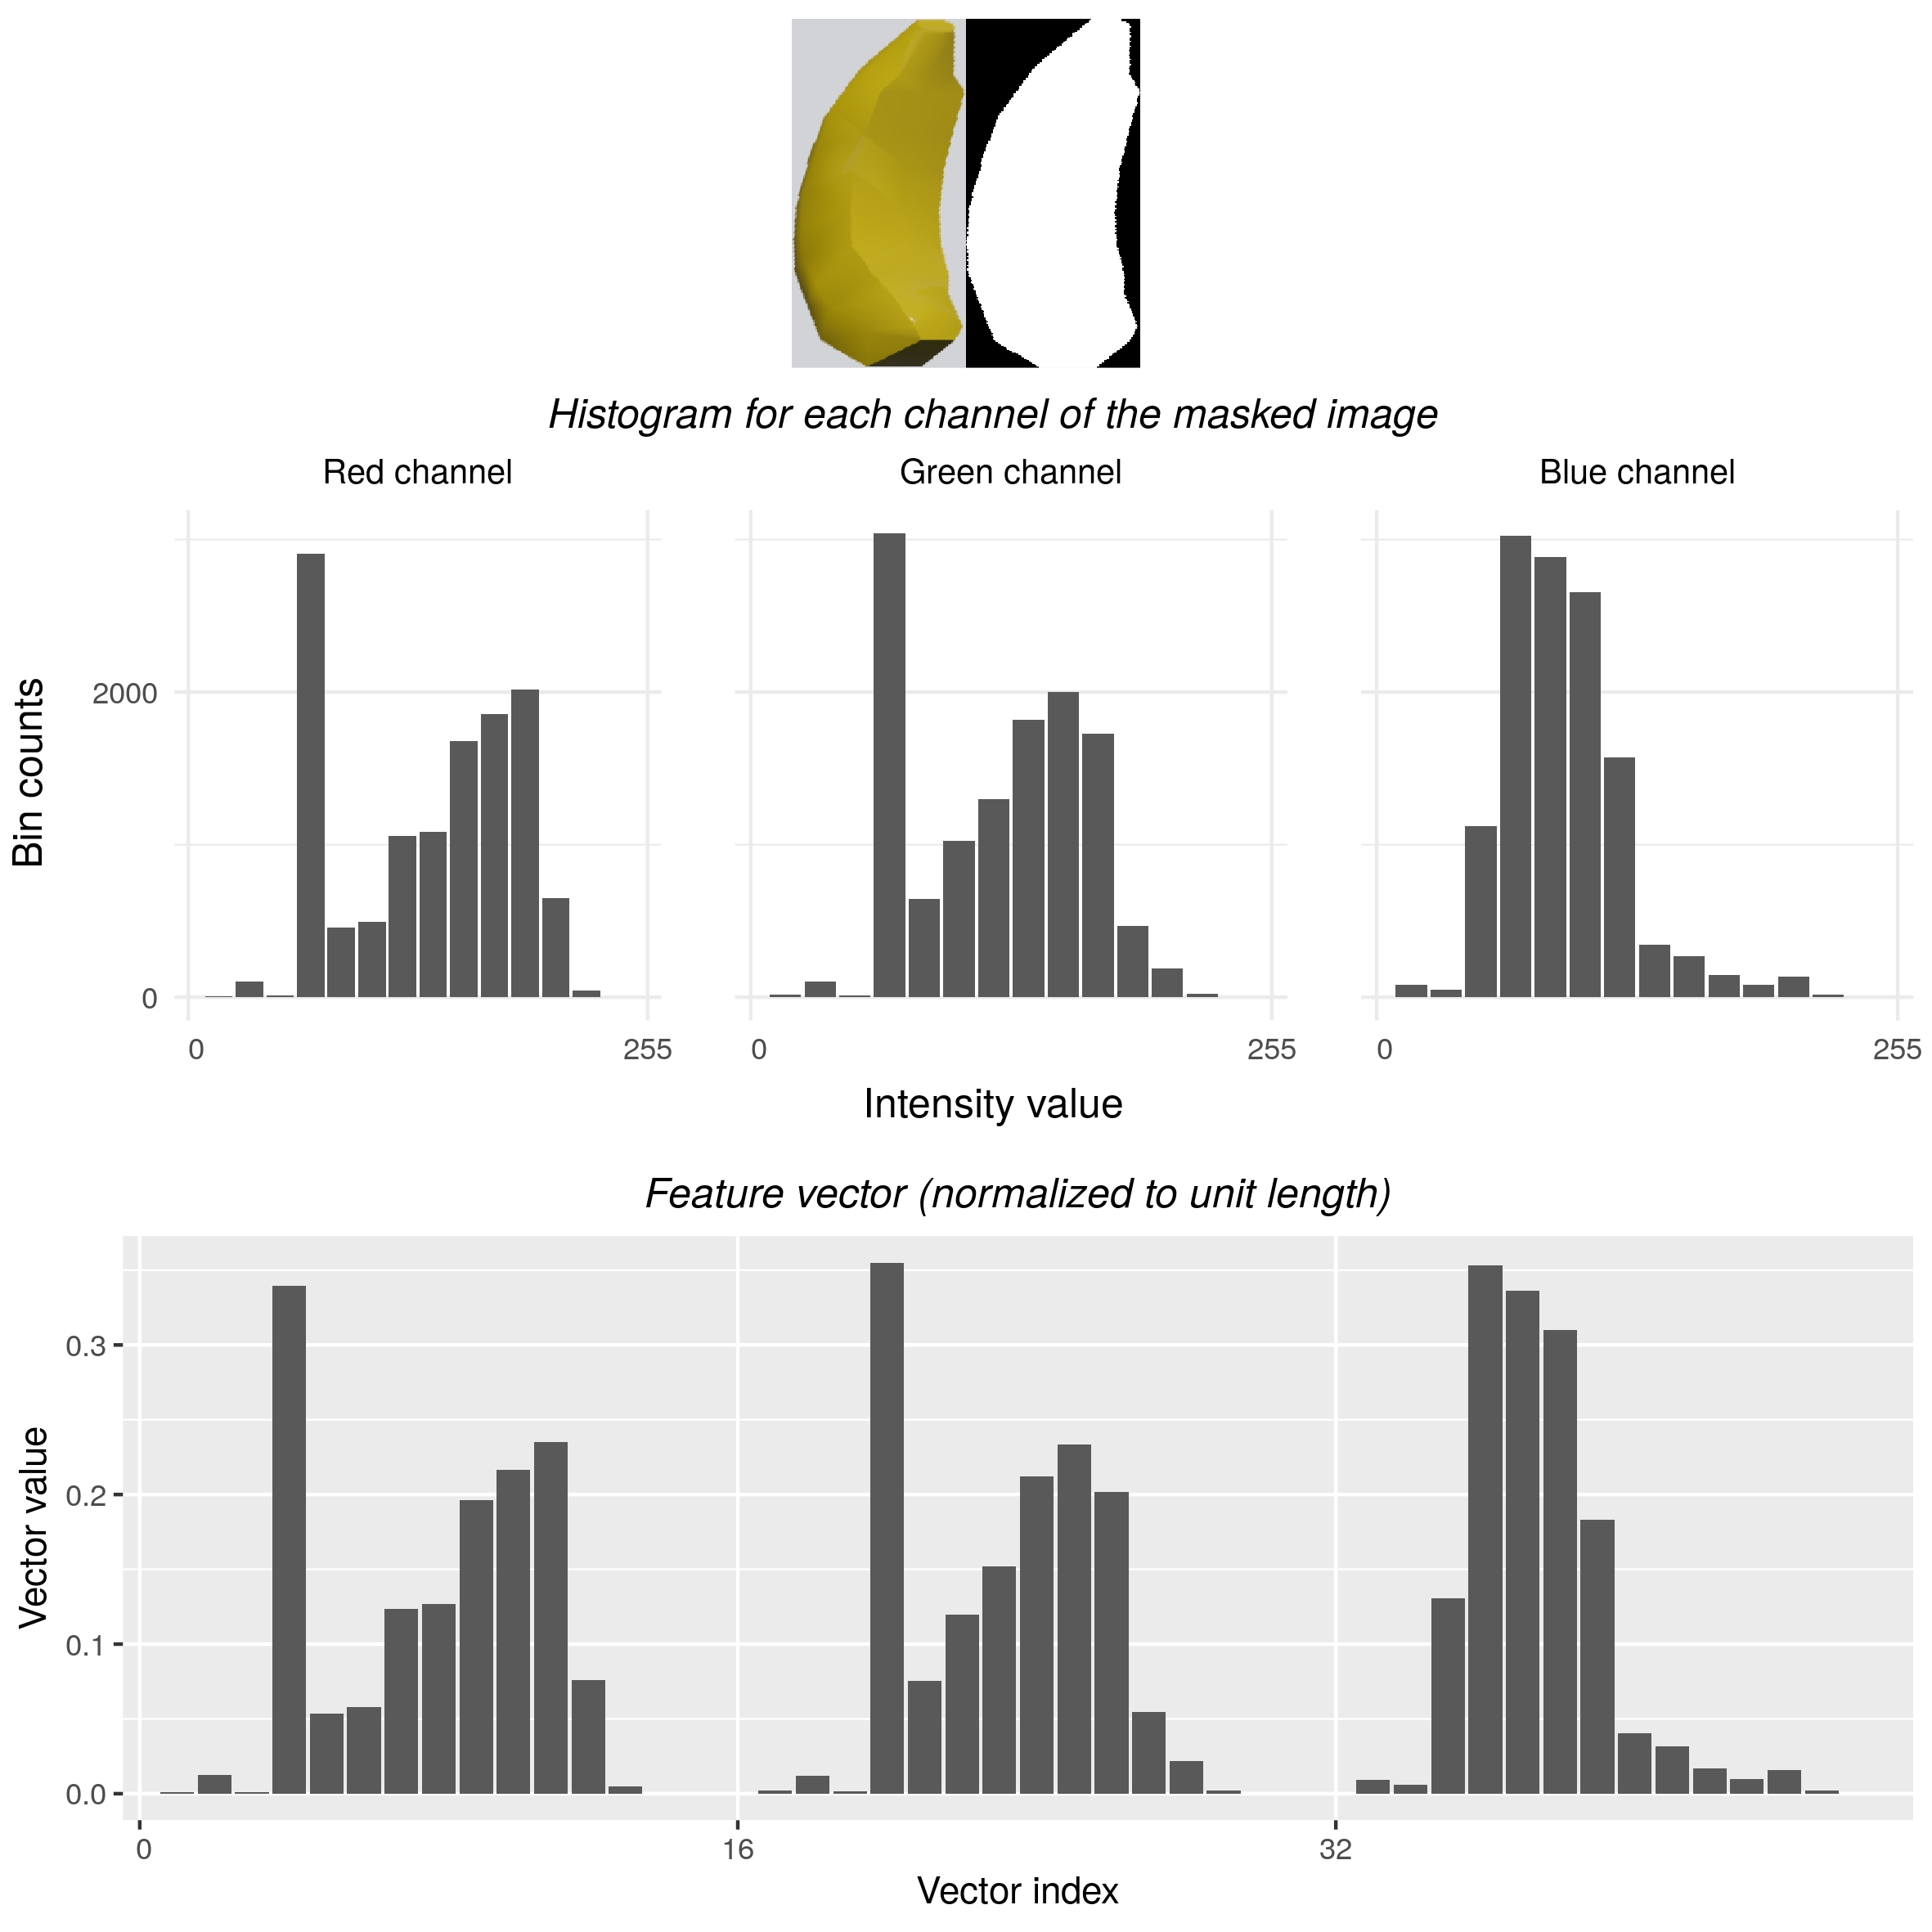 Histogram for each channel of the masked image
Red channel
Green channel
Blue channel
Bin counts
2000
0
0
255
0
255
0
255
Intensity value
Feature vector (normalized to unit length)
Vector value
0.3
0.2
0.1
0.0
0
16
32
Vector index